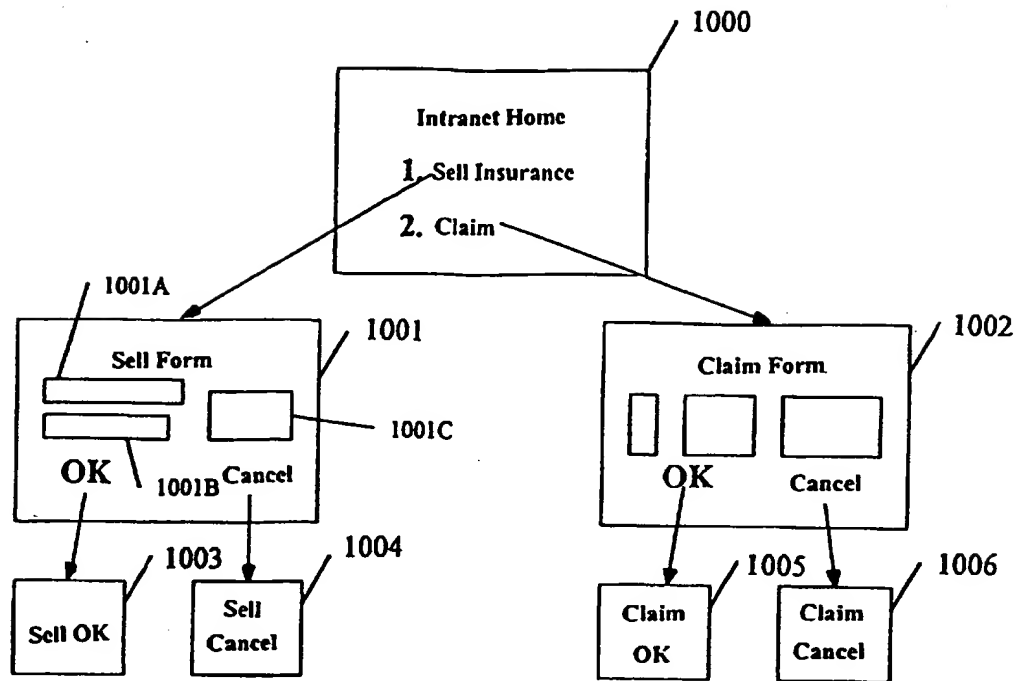 1000
Intranet Home
1. Sell Insurance
2. Claim
1001A
1001
Sell Form
1001C
1001B
OK
Cancel
1002
Claim Form
OK
Cancel
1003
Sell OK
1004
Sell
Cancel
1005
Claim
OK
1006
Claim
Cancel